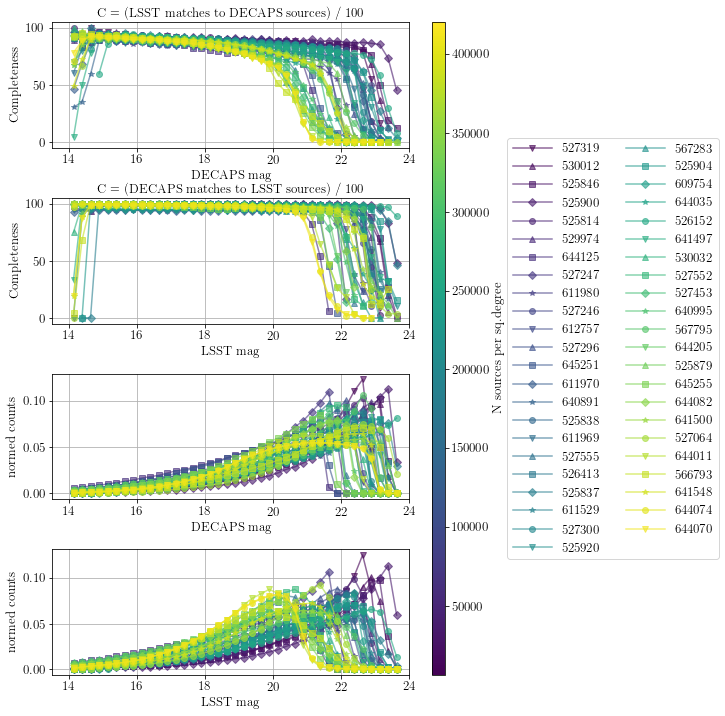 C = (LSST matches to DECAPS sources) / 100
100
50
0
Completeness
14 16 18 20 22 24
DECAPS mag
C = (DECAPS matches to LSST sources) / 100
100
50
0
Completeness
14 16 18 20 22 24
LSST mag
0.10
0.05
0.00
normed counts
14 16 18 20 22 24
DECAPS mag
0.10
0.05
0.00
normed counts
14 16 18 20 22 24
LSST mag
400000
350000
300000
250000
200000
150000
100000
50000
N sources per sq.degree
527319 567283
530012 525904
525846 609754
525900 644035
525814 526152
529974 641497
644125 530032
527247 527552
611980 527453
527246 640995
612757 567795
527296 644205
645251 525879
611970 645255
640891 644082
525838 641500
611969 527064
527555 644011
526413 566793
525837 641548
611529 644074
527300 644070
525920